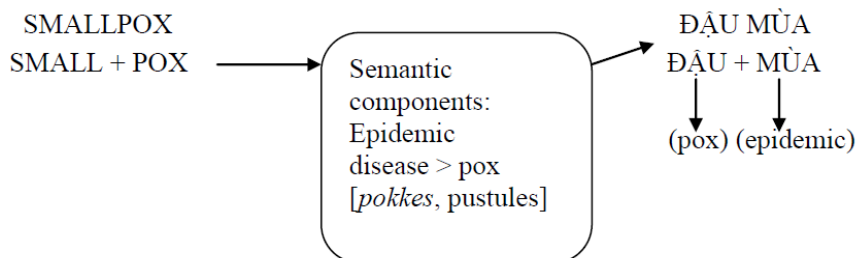 SMALLPOX
SMALL + POX
Semantic
components:
Epidemic
disease > pox
[pokkes, pustules]
ĐẬU MÙA
ĐẬU + MÙA
(pox) (epidemic)